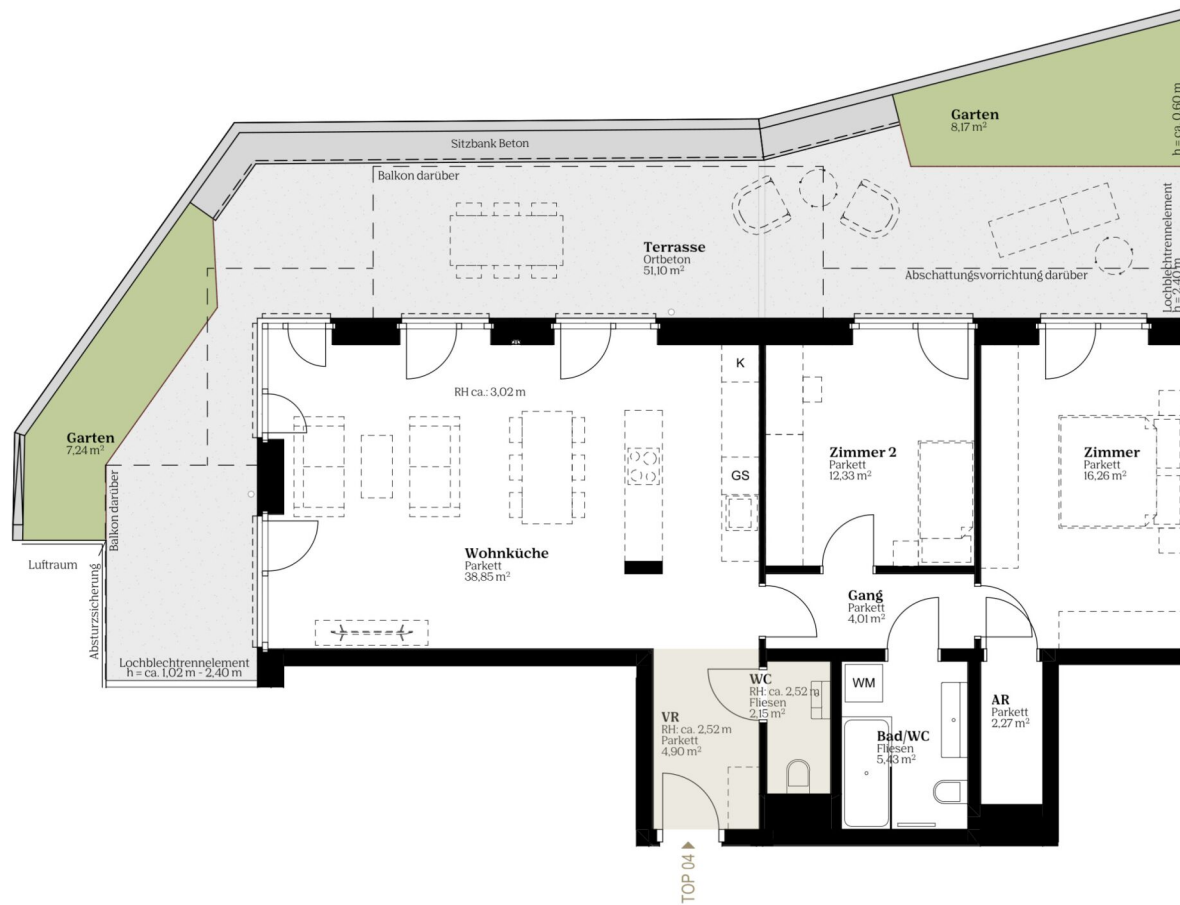 Garten
8,17 m²
h = ca. 0,60 m
Sitzbank Beton
Balkon darüber
Terrasse
Ortbeton
51,10 m²
Abschattungsvorrichtung darüber
Lochblechtrennelement
h = 2,40 m
Garten
7,24 m²
RH ca.: 3,02 m
K
GS
Zimmer 2
Parkett
12,33 m²
Zimmer
Parkett
16,26 m²
Balkon darüber
Luftraum
Absturzsicherung
Wohnküche
Parkett
38,85 m²
Gang
Parkett
4,01 m²
Lochblechtrennelement
h = ca. 1,02 m - 2,40 m
WC
RH: ca. 2,52 m
Fliesen
2,15 m²
WM
VR
RH: ca. 2,52 m
Parkett
4,90 m²
Bad/WC
Fliesen
5,43 m²
AR
Parkett
2,27 m²
TOP 04